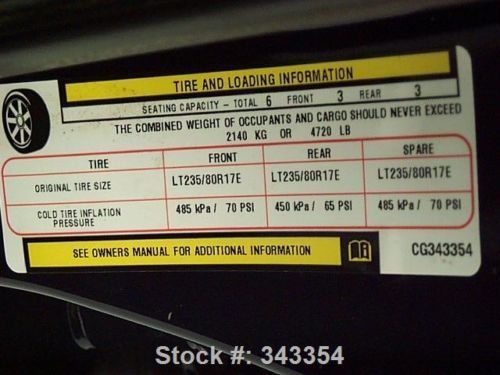 TIRE AND LOADING INFORMATION
SEATING CAPACITY - TOTAL 6 FRONT 3 REAR 3
THE COMBINED WEIGHT OF OCCUPANTS AND CARGO SHOULD NEVER EXCEED
2140 KG OR 4720 LB
TIRE FRONT REAR SPARE
ORIGINAL TIRE SIZE LT235/80R17E LT235/80R17E LT235/80R17E
COLD TIRE INFLATION PRESSURE 485 kPa / 70 PSI 450 kPa / 65 PSI 485 kPa / 70 PSI
SEE OWNERS MANUAL FOR ADDITIONAL INFORMATION CG343354
Stock #: 343354